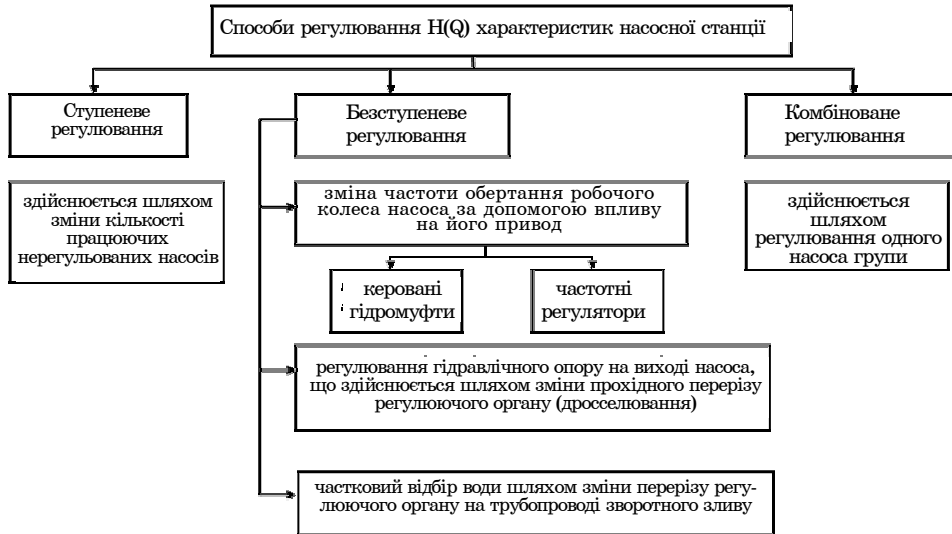 Способи регулювання H(Q) характеристик насосної станції
Ступеневе
регулювання
Безступеневе
регулювання
Комбіноване
регулювання
здійснюється шляхом
зміни кількості
працюючих
нерегульованих насосів
зміна частоти обертання робочого
колеса насоса за допомогою впливу
на його привод
здійснюється
шляхом
регулювання одного
насоса групи
керовані
гідромуфти
частотні
регулятори
регулювання гідравлічного опору на виході насоса,
що здійснюється шляхом зміни прохідного перерізу
регулюючого органу (дросселювання)
частковий відбір води шляхом зміни перерізу регу-
люючого органу на трубопроводі зворотного зливу